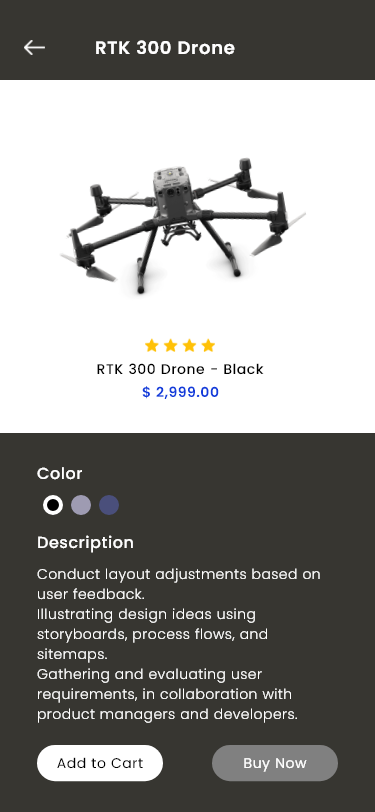 RTK 300 Drone
RTK 300 Drone - Black
$ 2,999.00
Color
Description
Conduct layout adjustments based on
user feedback.
Illustrating design ideas using
storyboards, process flows, and
sitemaps.
Gathering and evaluating user
requirements, in collaboration with
product managers and developers.
Add to Cart
Buy Now